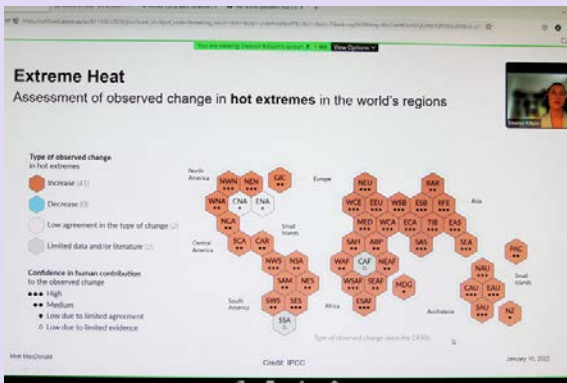 You are viewing Eleanor Kilham's screen
View Options
Extreme Heat
Assessment of observed change in hot extremes in the world's regions
Type of observed change
in hot extremes
Increase (41)
Decrease (0)
Low agreement in the type of change (2)
Limited data and/or literature (2)
Confidence in human contribution
to the observed change
High
Medium
Low due to limited agreement
Low due to limited evidence
North
America
NWN NEN GIC
Europe
NEU
RAR
WNA CNA ENA
WCE EEU WSB ESB RFE
Asia
NCA
Small
Islands
MED WCA ECA TIB EAS
Central
America
SCA CAR
SAH ARP SAS SEA
PAC
NWS NSA
WAF CAF NEAF
NAU
Small
Islands
SAM NES
WSAF SEAF MDG
CAU EAU
South
America
SWS SES
Africa
ESAF
Australasia
SAU NZ
SSA
Type of observed change since the 1950s
Mott MacDonald
Credit: IPCC
January 10, 2022